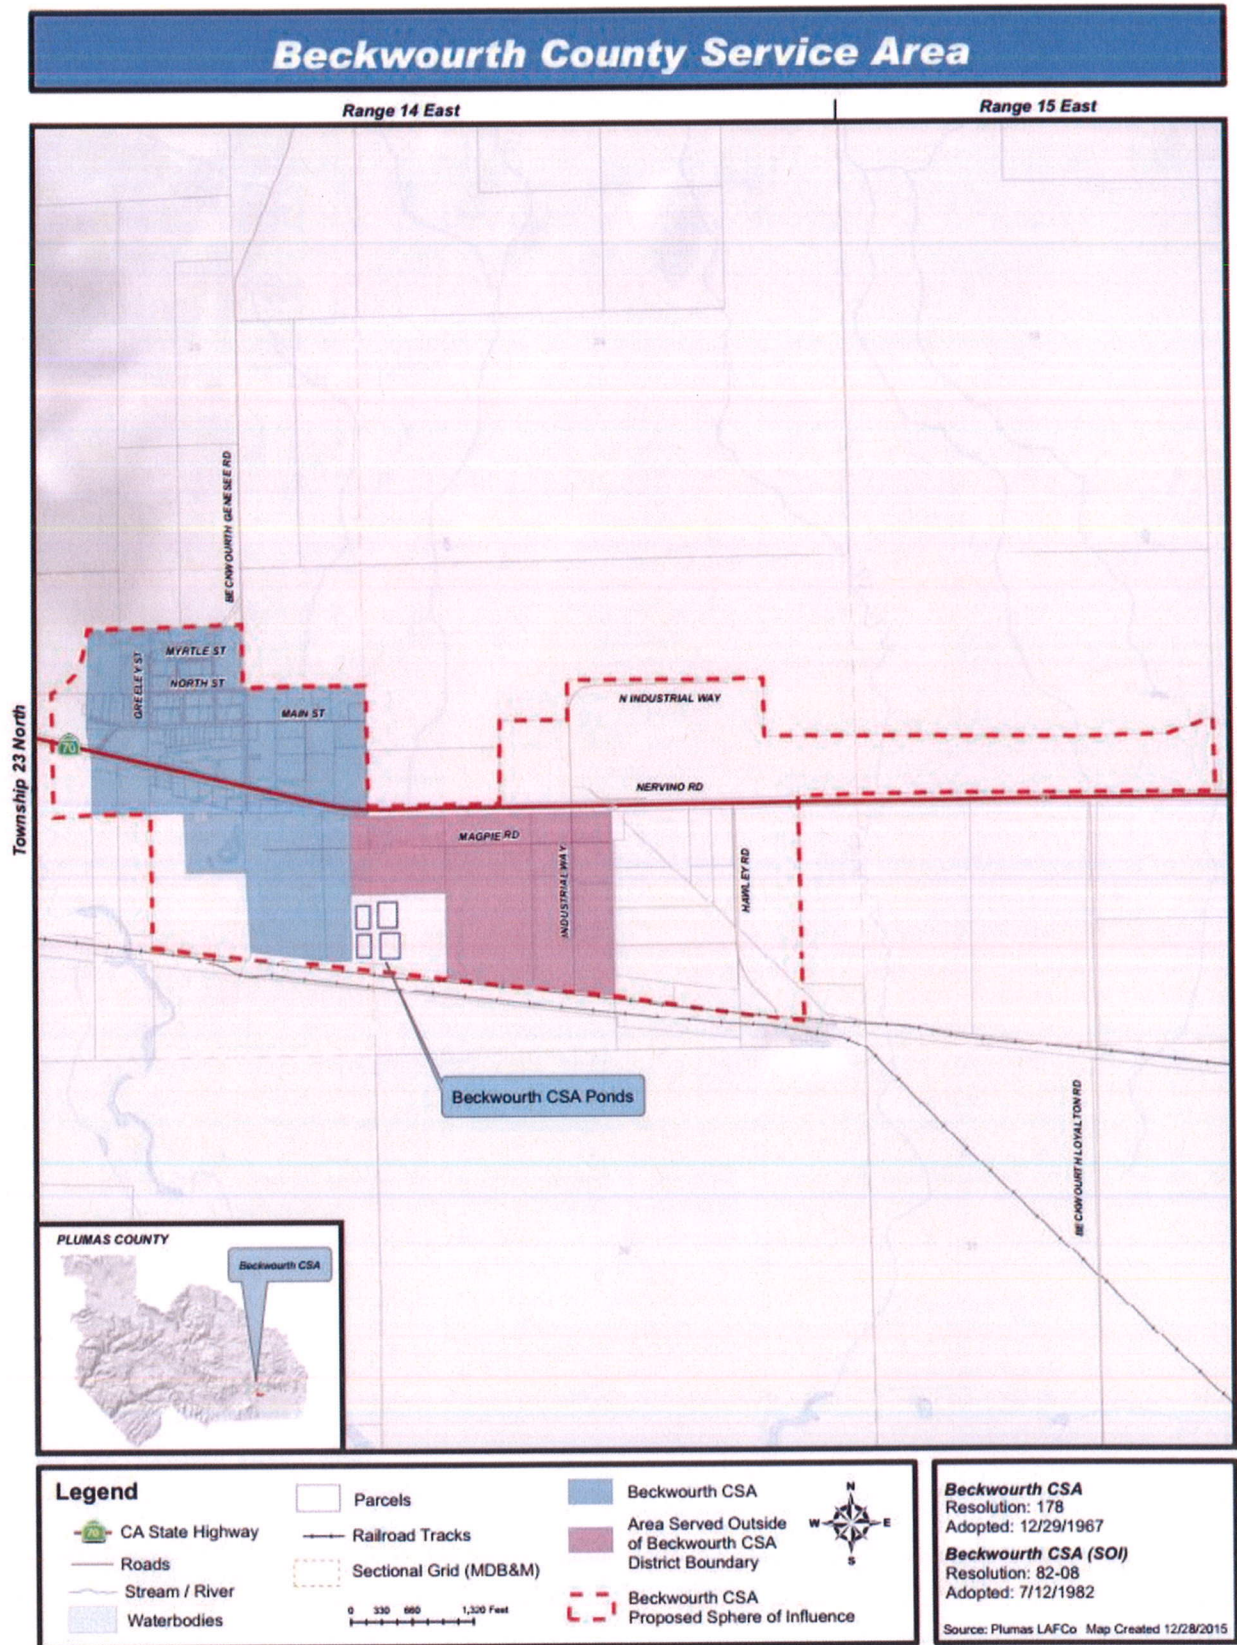 Beckwourth County Service Area
Range 14 East
Range 15 East
Township 23 North
BECKWOURTH GENESEE RD
MYRTLE ST
GREELEY ST
NORTH ST
MAIN ST
N INDUSTRIAL WAY
70
NERVINO RD
MAGPIE RD
INDUSTRIAL WAY
HAWLEY RD
Beckwourth CSA Ponds
BECKWOURTH LOYALTON RD
PLUMAS COUNTY
Beckwourth CSA
Legend
70 CA State Highway
Roads
Stream / River
Waterbodies
Parcels
Railroad Tracks
Sectional Grid (MDB&M)
0 330 660 1,320 Feet
Beckwourth CSA
Area Served Outside
of Beckwourth CSA
District Boundary
Beckwourth CSA
Proposed Sphere of Influence
N
W E
S
Beckwourth CSA
Resolution: 178
Adopted: 12/29/1967
Beckwourth CSA (SOI)
Resolution: 82-08
Adopted: 7/12/1982
Source: Plumas LAFCo Map Created 12/28/2015